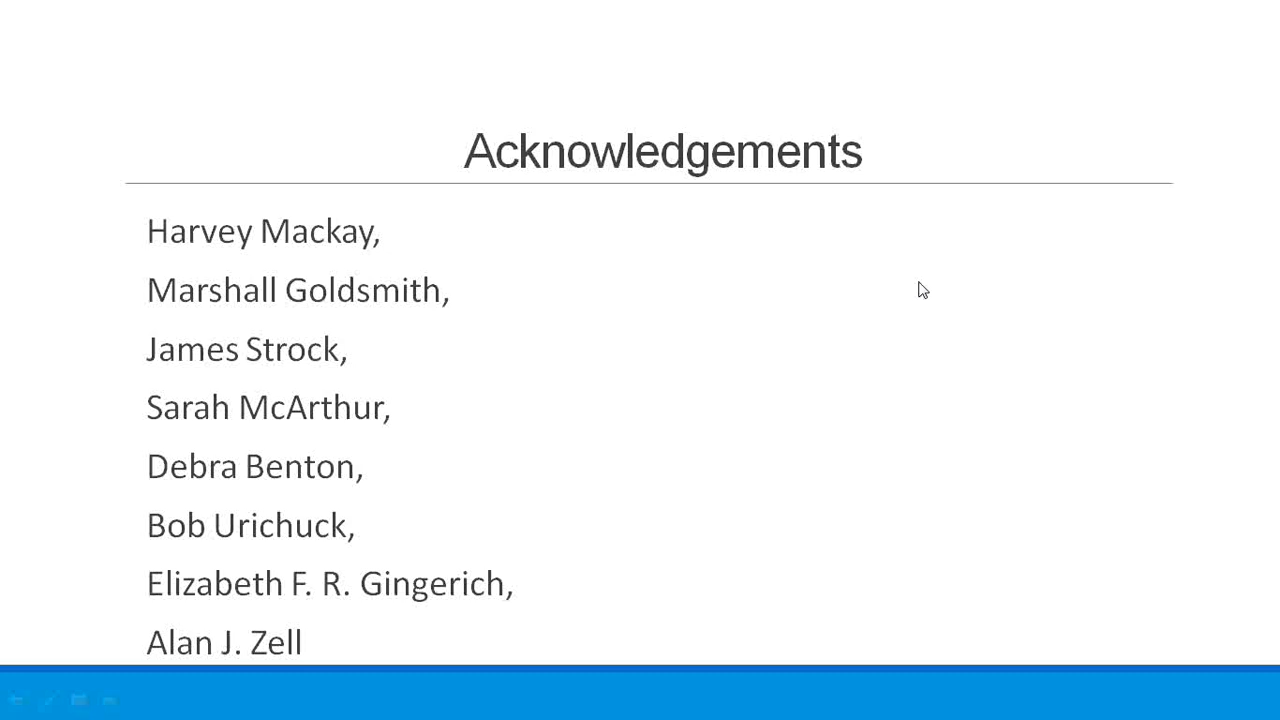 Acknowledgements
Harvey Mackay,
Marshall Goldsmith,
James Strock,
Sarah McArthur,
Debra Benton,
Bob Urichuck,
Elizabeth F. R. Gingerich,
Alan J. Zell